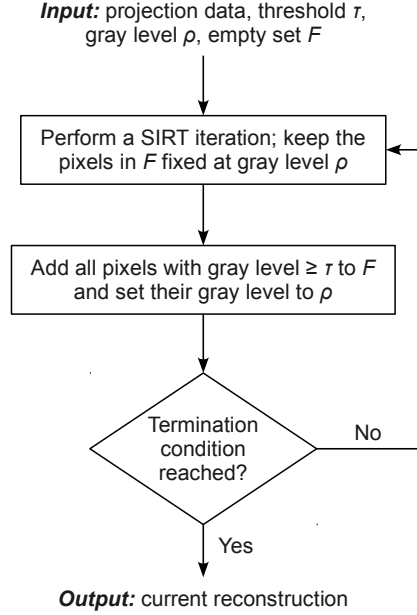 Input: projection data, threshold τ,
gray level ρ, empty set F
Perform a SIRT iteration; keep the
pixels in F fixed at gray level ρ
Add all pixels with gray level ≥ τ to F
and set their gray level to ρ
Termination
condition
reached?
No
Yes
Output: current reconstruction